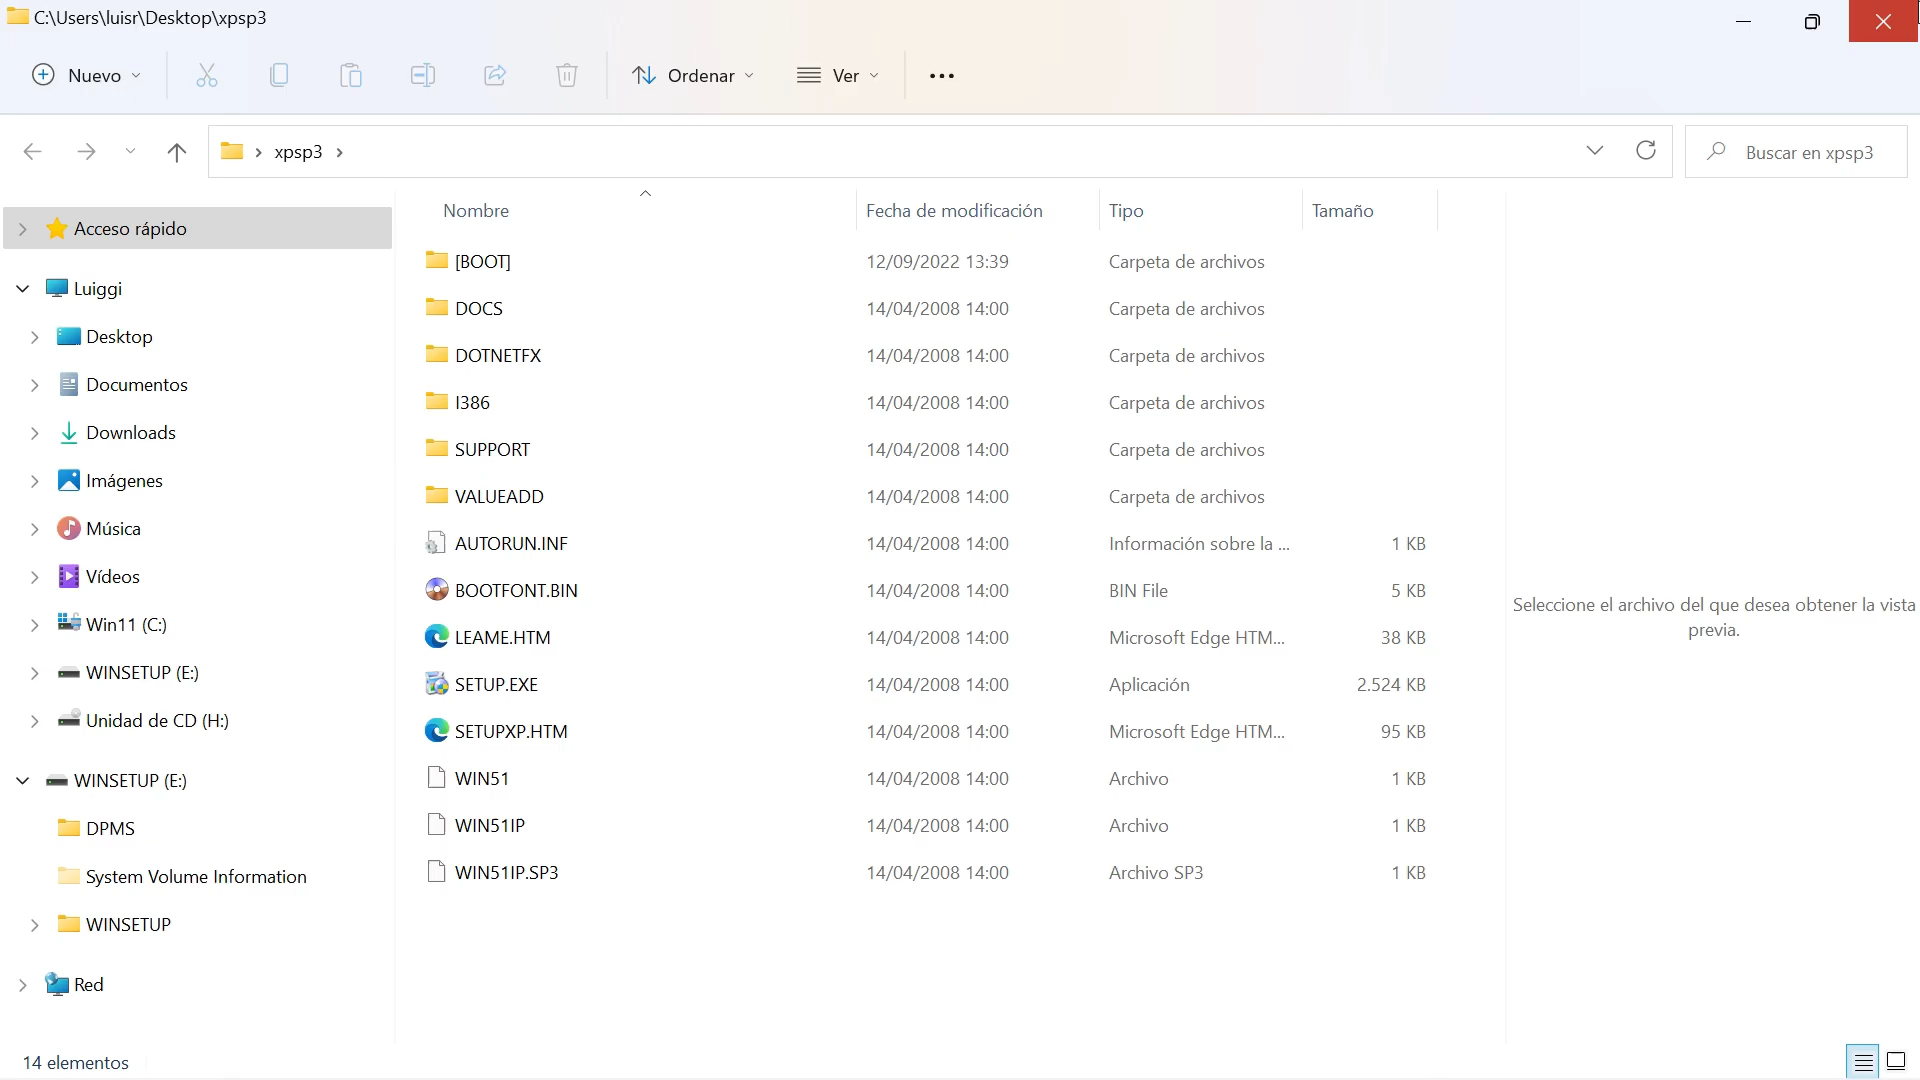 C:\Users\luisr\Desktop\xpsp3
Nuevo
Ordenar
Ver
xpsp3
Buscar en xpsp3
Nombre Fecha de modificación Tipo Tamaño
Acceso rápido
Luiggi
Desktop
Documentos
Downloads
Imágenes
Música
Vídeos
Win11 (C:)
WINSETUP (E:)
Unidad de CD (H:)
WINSETUP (E:)
DPMS
System Volume Information
WINSETUP
Red
[BOOT] 12/09/2022 13:39 Carpeta de archivos
DOCS 14/04/2008 14:00 Carpeta de archivos
DOTNETFX 14/04/2008 14:00 Carpeta de archivos
I386 14/04/2008 14:00 Carpeta de archivos
SUPPORT 14/04/2008 14:00 Carpeta de archivos
VALUEADD 14/04/2008 14:00 Carpeta de archivos
AUTORUN.INF 14/04/2008 14:00 Información sobre la ... 1 KB
BOOTFONT.BIN 14/04/2008 14:00 BIN File 5 KB
LEAME.HTM 14/04/2008 14:00 Microsoft Edge HTM... 38 KB
SETUP.EXE 14/04/2008 14:00 Aplicación 2.524 KB
SETUPXP.HTM 14/04/2008 14:00 Microsoft Edge HTM... 95 KB
WIN51 14/04/2008 14:00 Archivo 1 KB
WIN51IP 14/04/2008 14:00 Archivo 1 KB
WIN51IP.SP3 14/04/2008 14:00 Archivo SP3 1 KB
Seleccione el archivo del que desea obtener la vista
previa.
14 elementos